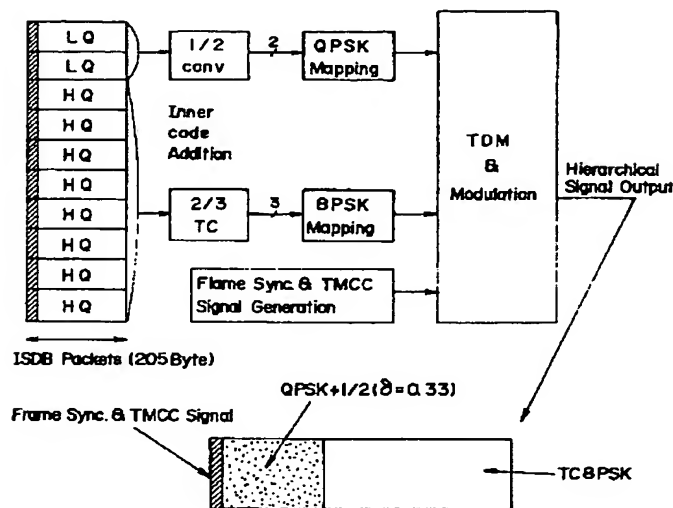 LQ
LQ
HQ
HQ
HQ
HQ
HQ
HQ
HQ
HQ
1/2
conv
2
QPSK
Mapping
Inner
code
Addition
2/3
TC
3
8PSK
Mapping
Flame Sync. & TMCC
Signal Generation
TDM
&
Modulation
Hierarchical
Signal Output
ISDB Packets (205Byte)
QPSK+1/2(∂=0.33)
Frame Sync. & TMCC Signal
TC8PSK